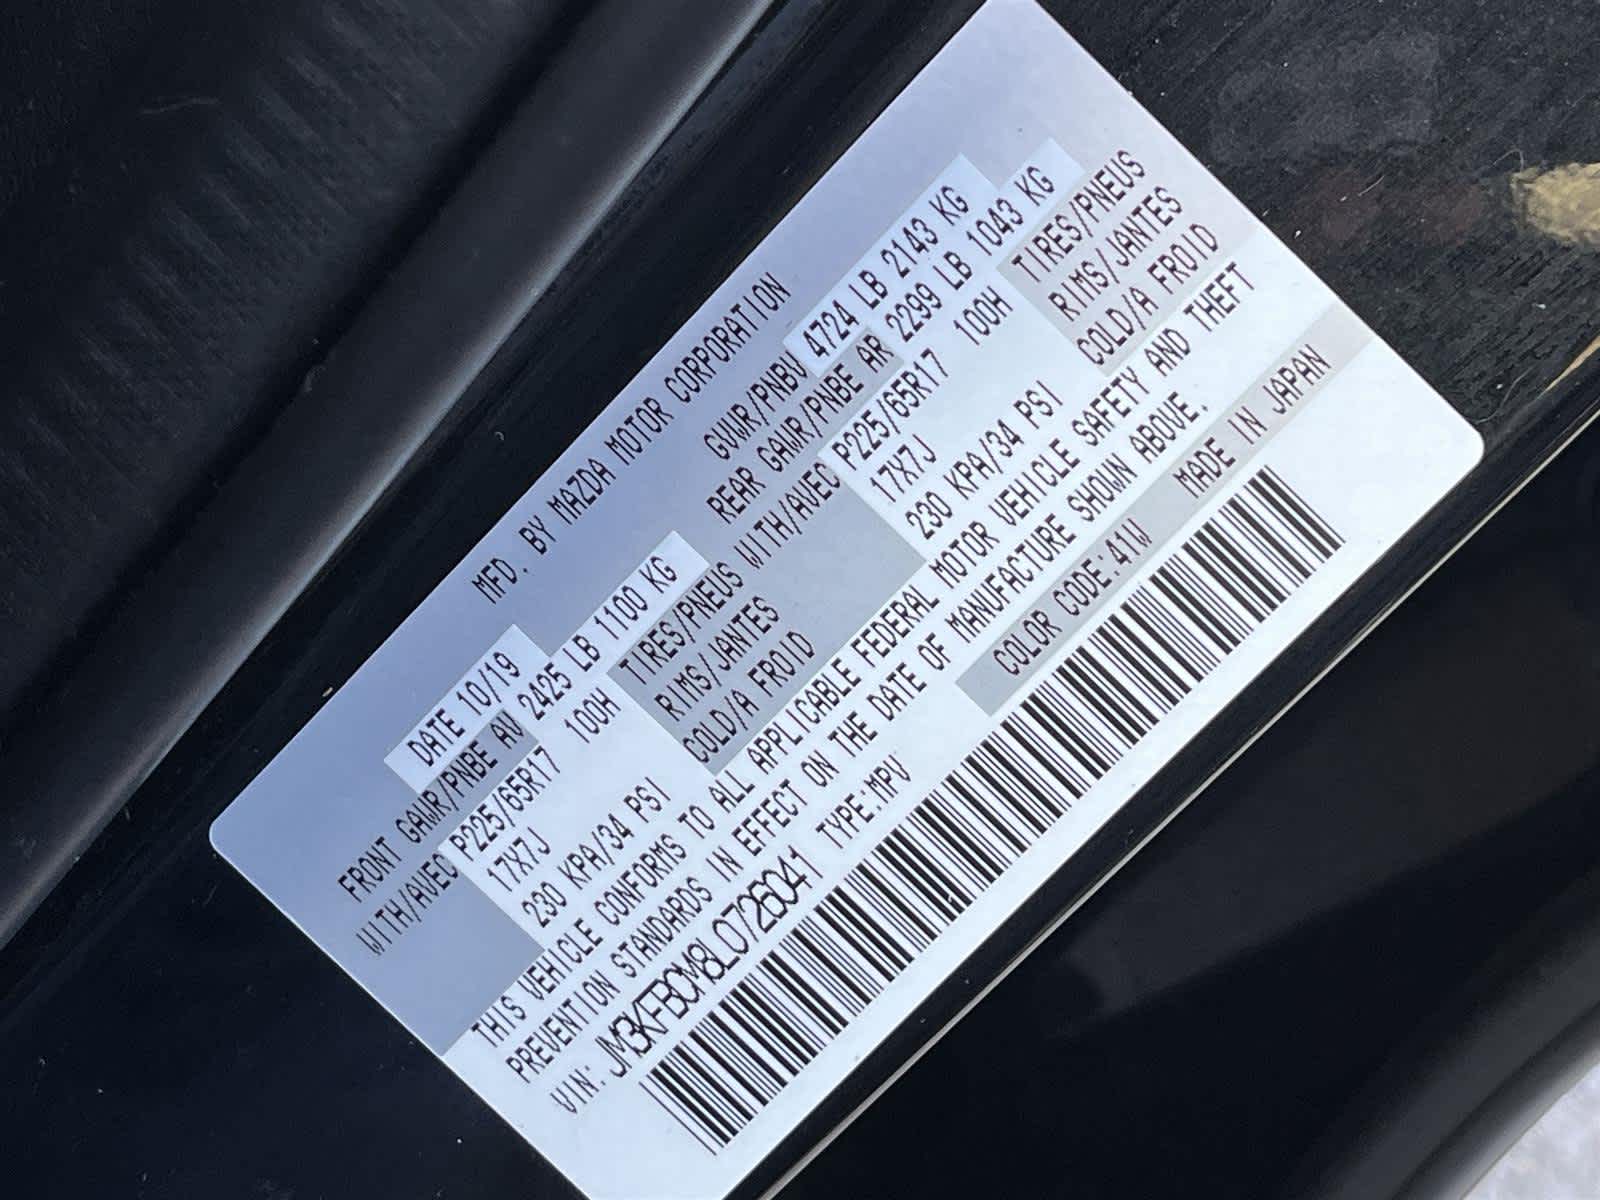 MFD. BY MAZDA MOTOR CORPORATION
DATE 10/19 GVWR/PNBV 4724 LB 2143 KG
FRONT GAWR/PNBE AV 2425 LB 1100 KG REAR GAWR/PNBE AR 2299 LB 1043 KG
WITH/AVEC P225/65R17 100H TIRES/PNEUS WITH/AVEC P225/65R17 100H TIRES/PNEUS
17X7J RIMS/JANTES 17X7J RIMS/JANTES
230 KPA/34 PSI COLD/A FROID 230 KPA/34 PSI COLD/A FROID
THIS VEHICLE CONFORMS TO ALL APPLICABLE FEDERAL MOTOR VEHICLE SAFETY AND THEFT
PREVENTION STANDARDS IN EFFECT ON THE DATE OF MANUFACTURE SHOWN ABOVE.
VIN: JM3KFBCM8L0726041 TYPE:MPV COLOR CODE:41W MADE IN JAPAN